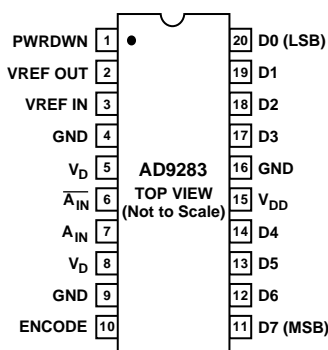 PWRDWN 1 20 D0 (LSB)
VREF OUT 2 19 D1
VREF IN 3 18 D2
GND 4 17 D3
VD 5 AD9283 16 GND
A̅I̅N̅ 6 TOP VIEW 15 VDD
(Not to Scale)
AIN 7 14 D4
VD 8 13 D5
GND 9 12 D6
ENCODE 10 11 D7 (MSB)